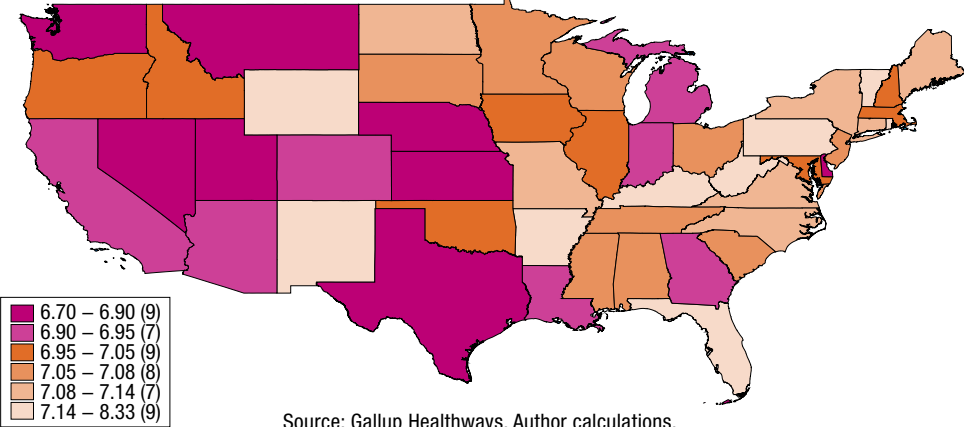 6.70 – 6.90 (9)
6.90 – 6.95 (7)
6.95 – 7.05 (9)
7.05 – 7.08 (8)
7.08 – 7.14 (7)
7.14 – 8.33 (9)
Source: Gallup Healthways. Author calculations.